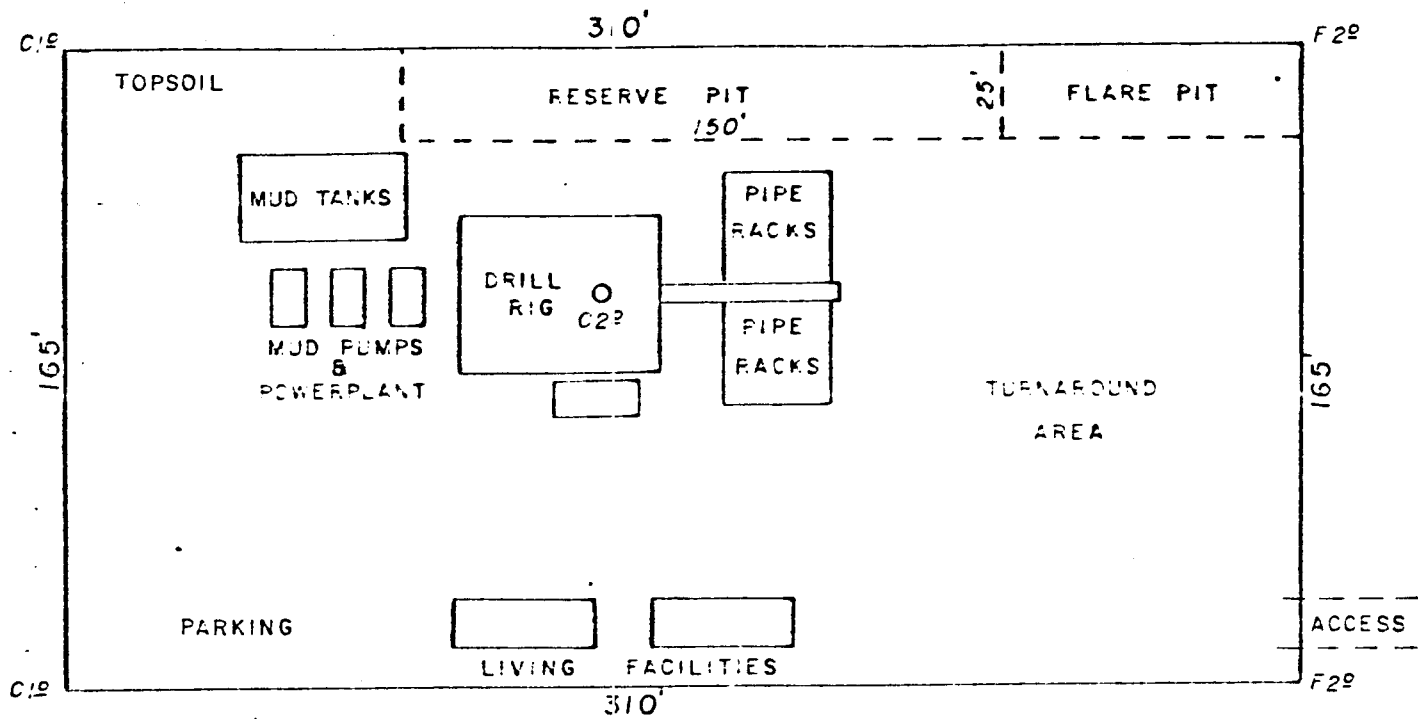 310'
C1º
F2º
TOPSOIL
RESERVE PIT
150'
25'
FLARE PIT
MUD TANKS
PIPE
RACKS
DRILL
RIG
C2º
PIPE
RACKS
MUD PUMPS
&
POWERPLANT
165'
TURNAROUND
AREA
165'
PARKING
LIVING FACILITIES
ACCESS
C1º
F2º
310'